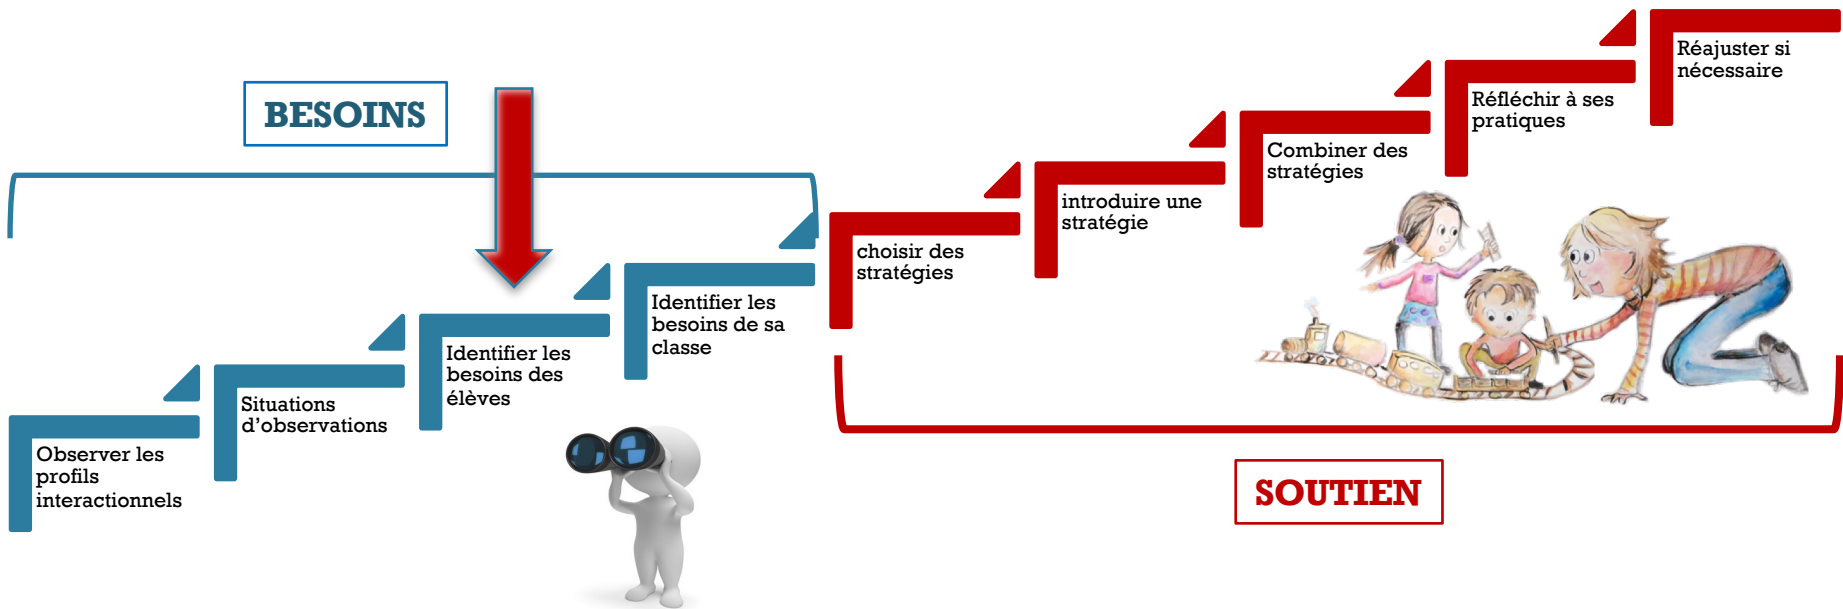 BESOINS
Observer les
profils
interactionnels
Situations
d’observations
Identifier les
besoins des
élèves
Identifier les
besoins de sa
classe
choisir des
stratégies
introduire une
stratégie
Combiner des
stratégies
Réfléchir à ses
pratiques
Réajuster si
nécessaire
SOUTIEN